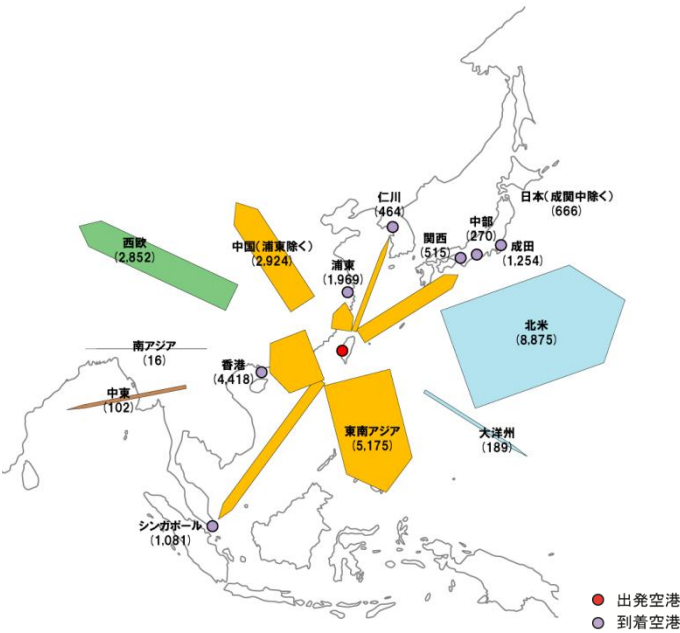 仁川
(464)
日本(成関中除く)
(666)
中部
(270)
関西
(515)
成田
(1,254)
西欧
(2,852)
中国(浦東除く)
(2,924)
浦東
(1,969)
北米
(8,875)
南アジア
(16)
香港
(4,418)
中東
(102)
東南アジア
(5,175)
大洋州
(189)
シンガポール
(1,081)
出発空港
到着空港